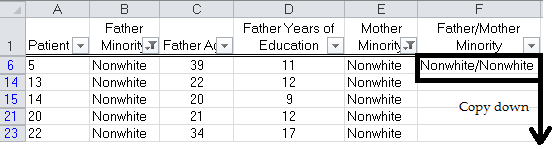 A B C D E F
Father Father Years of Mother Father/Mother
1 Patient Minority Father Ag Education Minority Minority
6 5 Nonwhite 39 11 Nonwhite Nonwhite/Nonwhite
14 13 Nonwhite 22 12 Nonwhite
15 14 Nonwhite 20 9 Nonwhite
21 20 Nonwhite 21 12 Nonwhite
23 22 Nonwhite 34 17 Nonwhite
Copy down